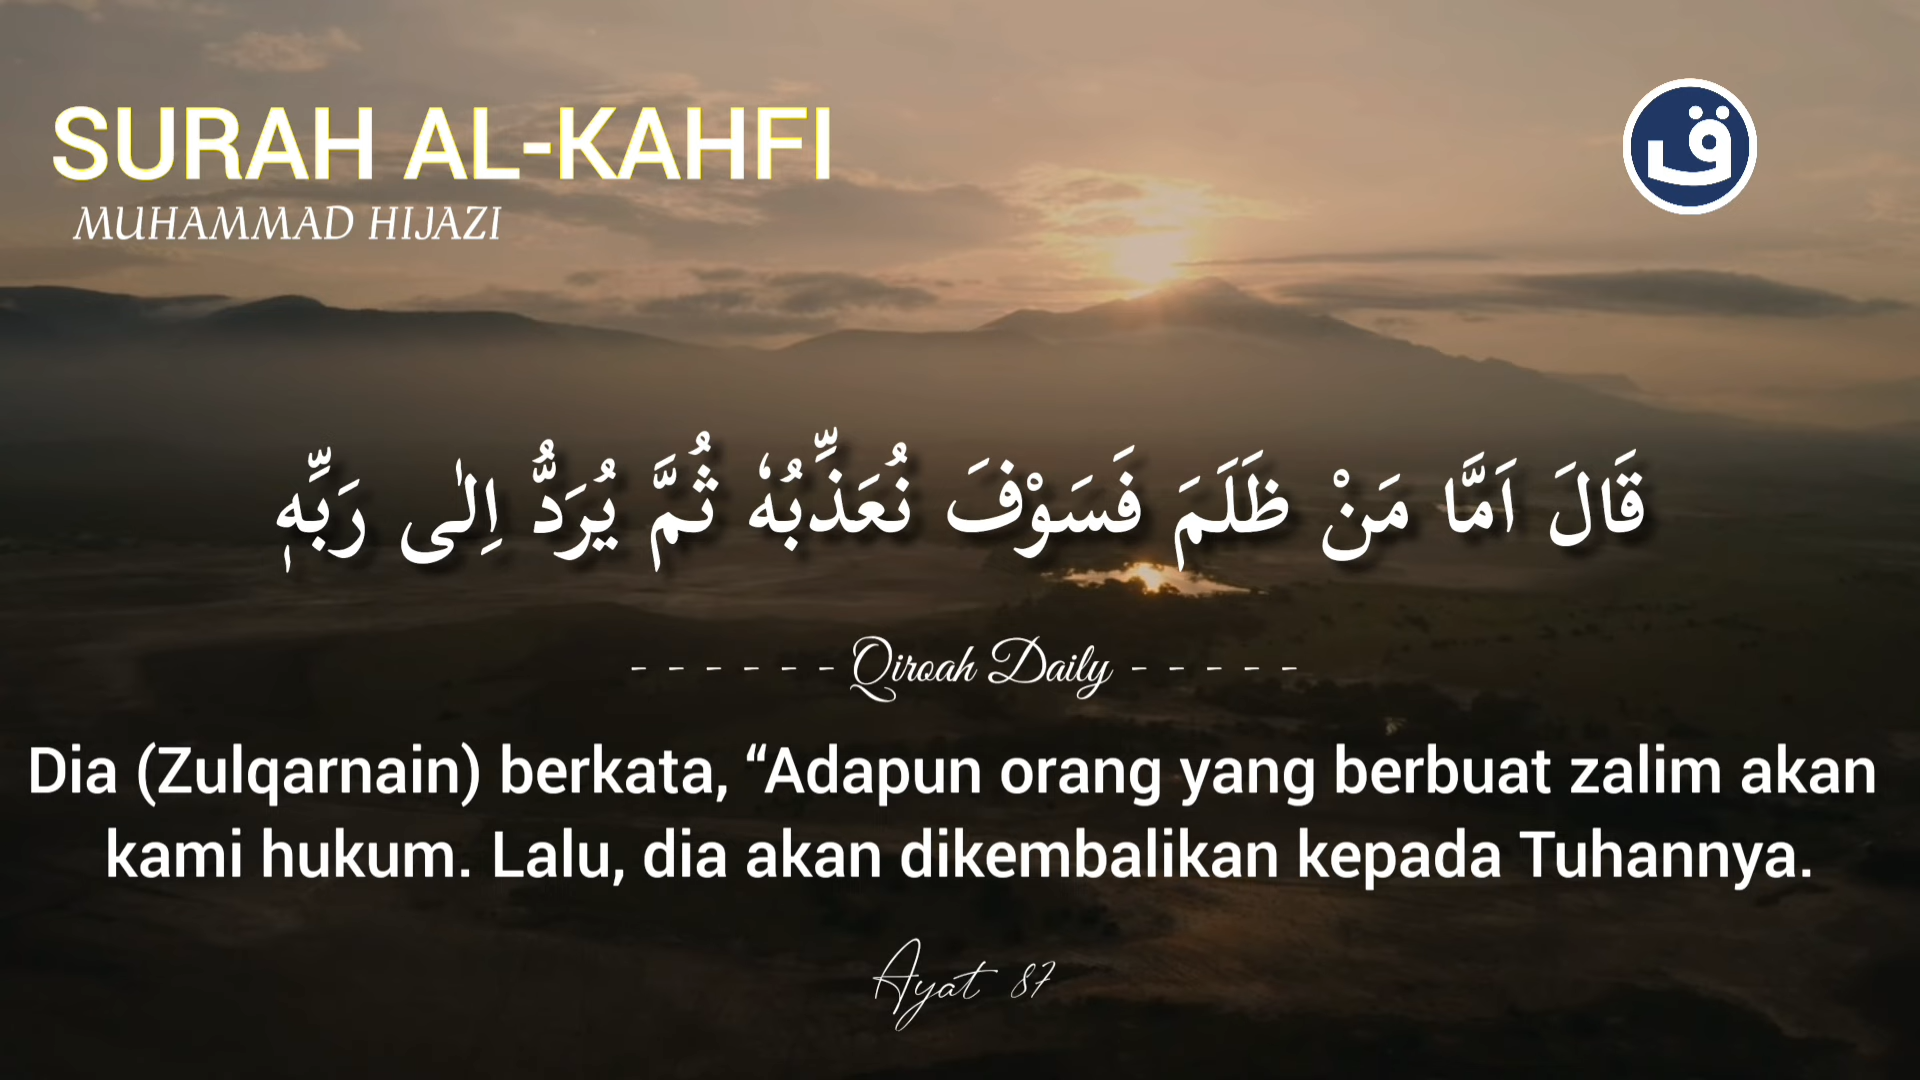 SURAH AL-KAHFI
MUHAMMAD HIJAZI
ق
قَالَ اَمَّا مَنْ ظَلَمَ فَسَوْفَ نُعَذِّبُهٗ ثُمَّ يُرَدُّ اِلٰى رَبِّهٖ
- - - - - - Qiroah Daily - - - - -
Dia (Zulqarnain) berkata, “Adapun orang yang berbuat zalim akan
kami hukum. Lalu, dia akan dikembalikan kepada Tuhannya.
Ayat 87